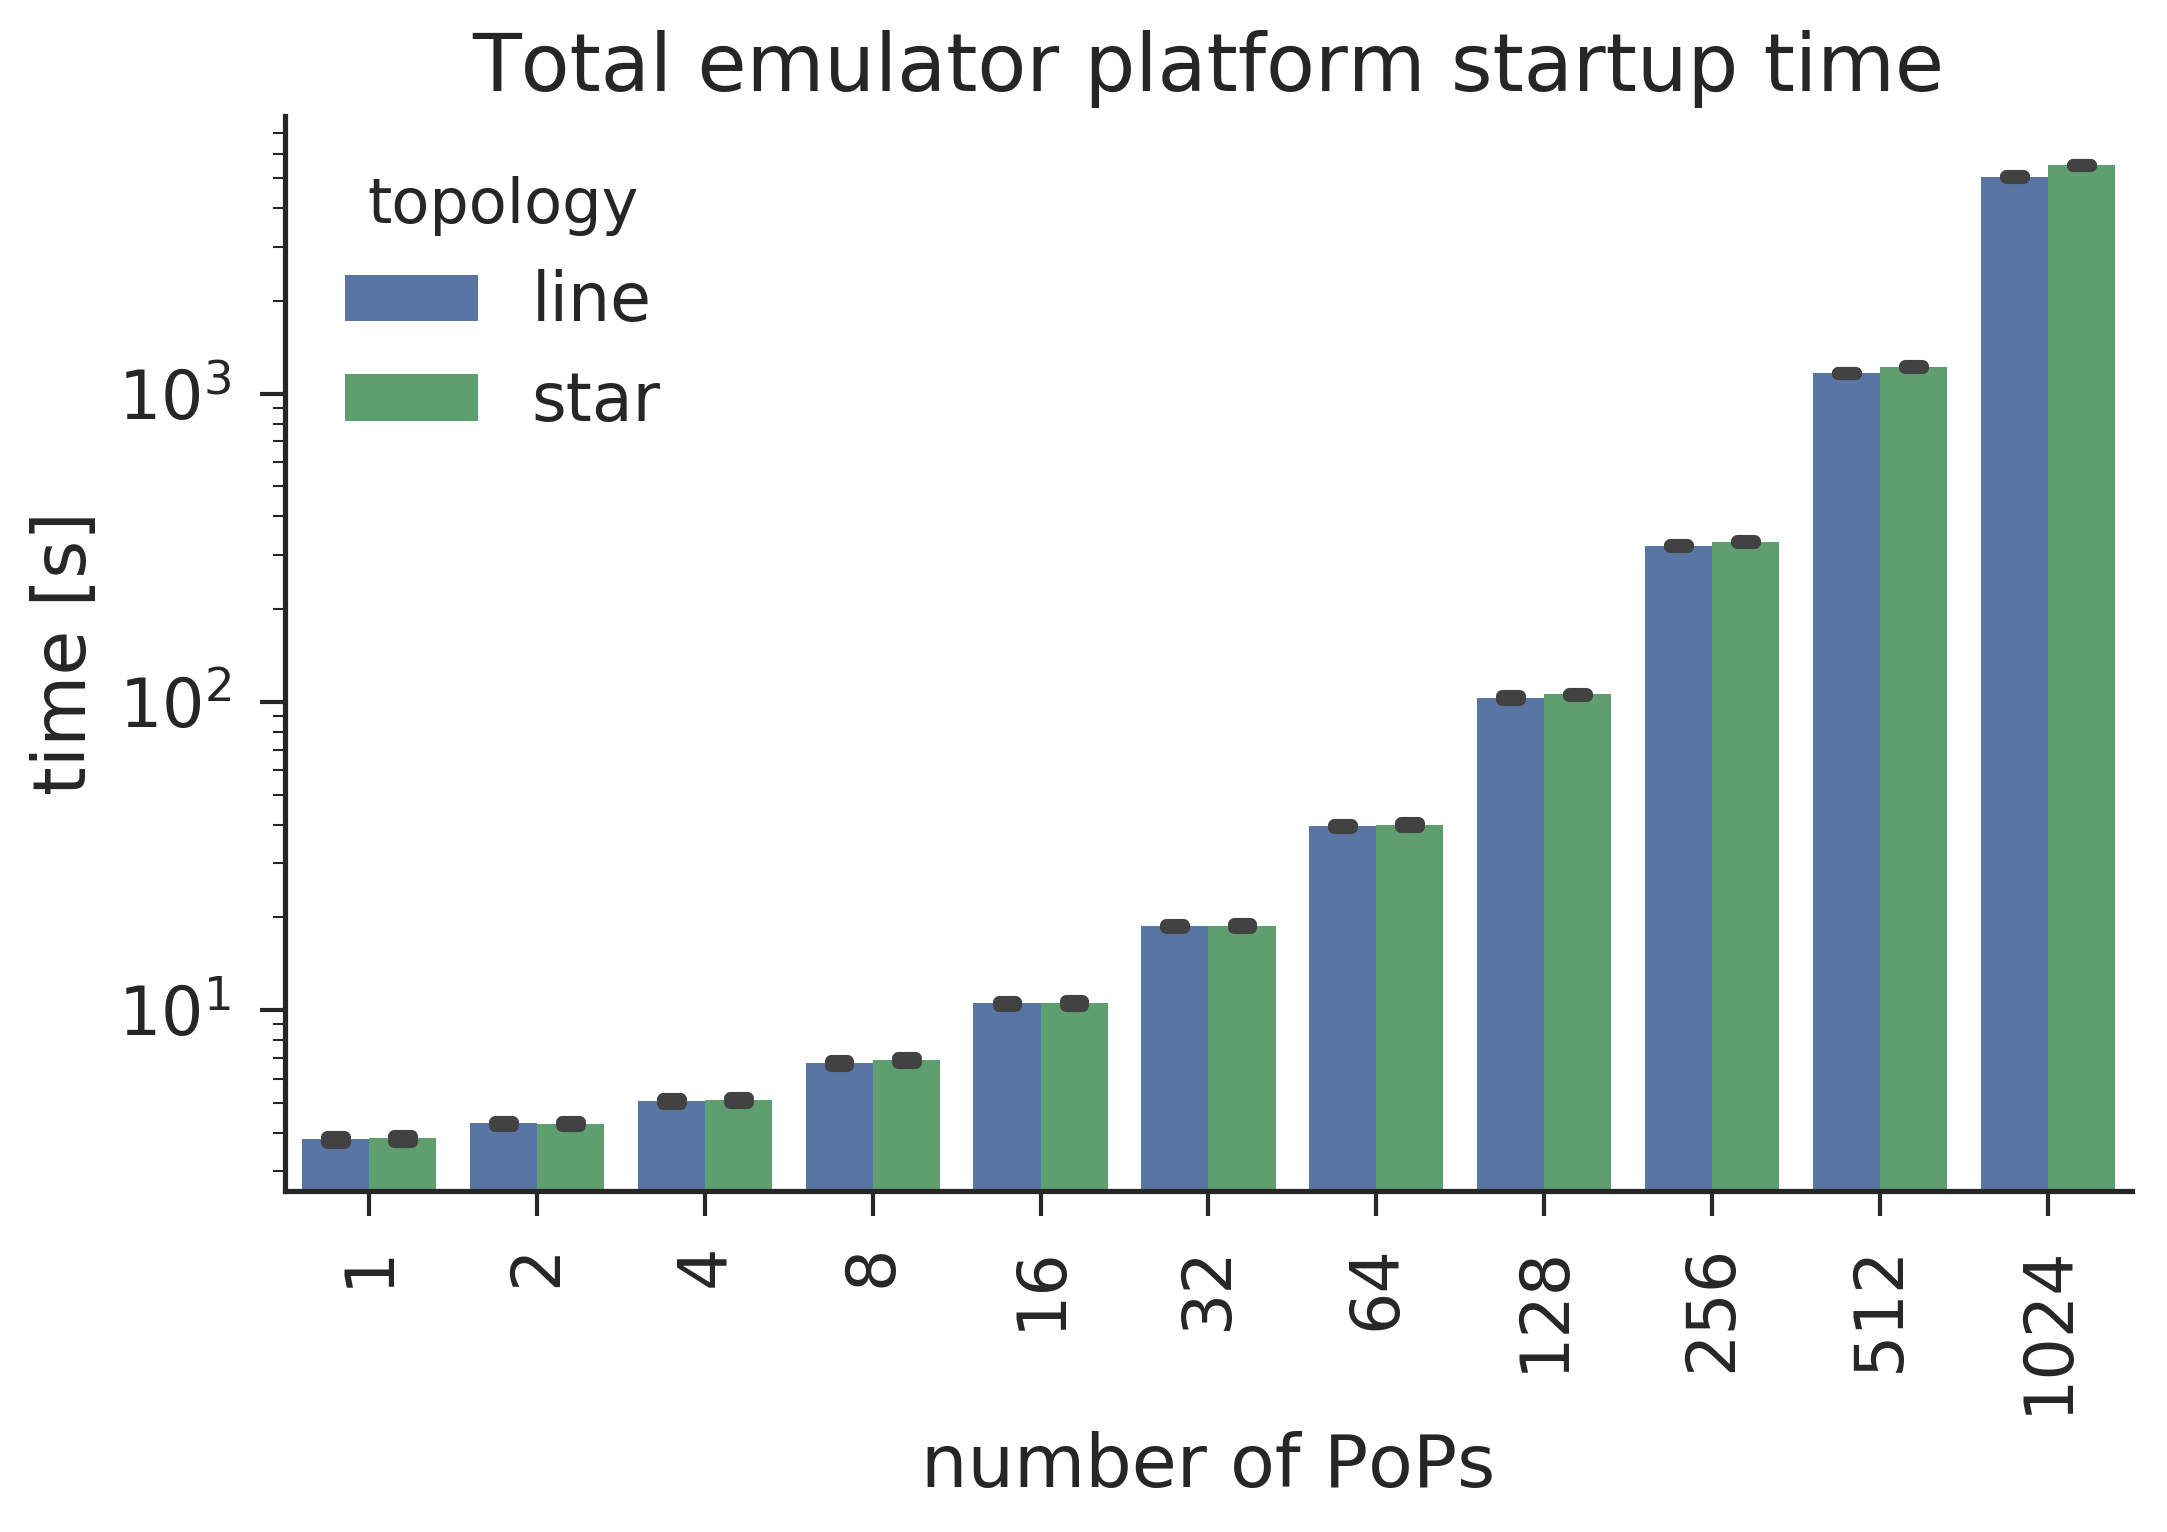 Total emulator platform startup time
topology
line
star
time [s]
10³
10²
10¹
1 2 4 8 16 32 64 128 256 512 1024
number of PoPs